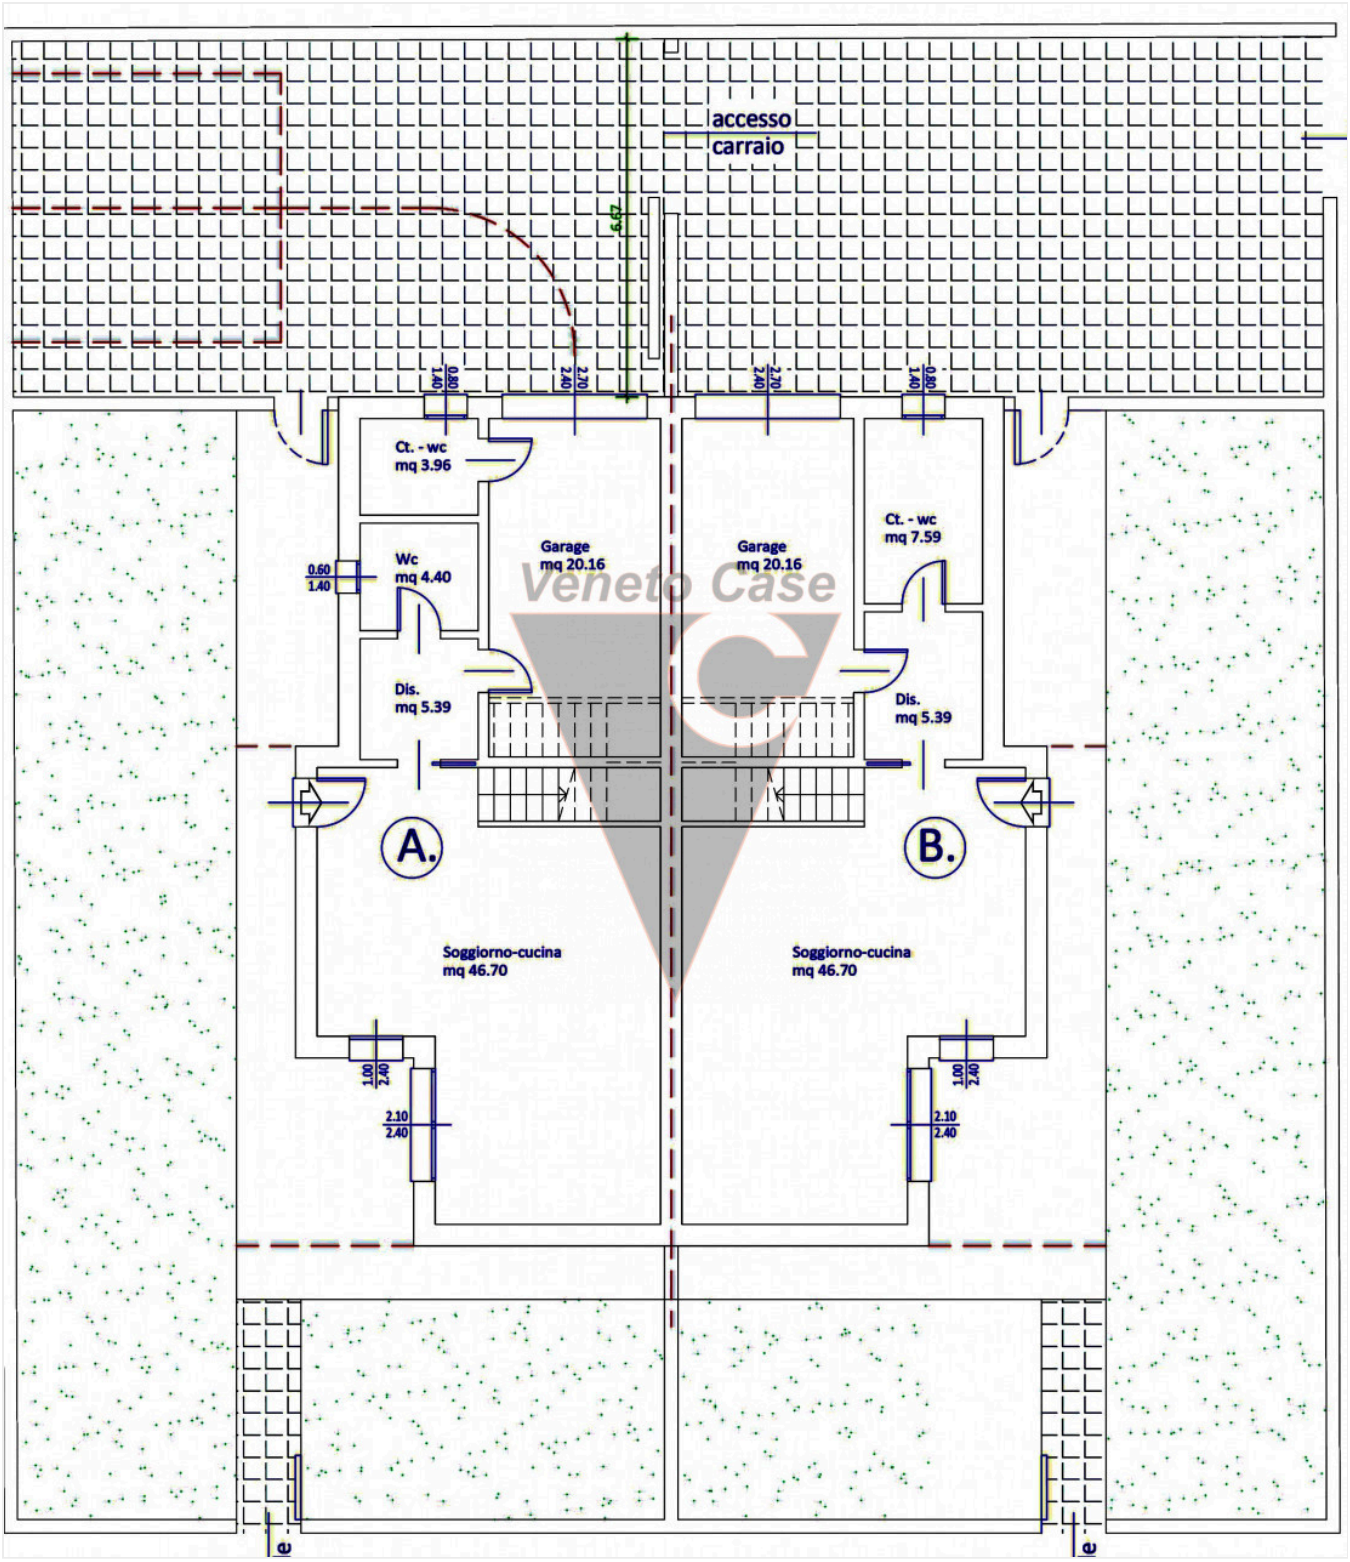 accesso
carraio
6.67
0.80
1.40
2.70
2.40
2.70
2.40
0.80
1.40
Ct. - wc
mq 3.96
Ct. - wc
mq 7.59
Garage
mq 20.16
Garage
mq 20.16
Wc
mq 4.40
0.60
1.40
Veneto Case
C
Dis.
mq 5.39
Dis.
mq 5.39
A.
B.
Soggiorno-cucina
mq 46.70
Soggiorno-cucina
mq 46.70
1.00
2.40
1.00
2.40
2.10
2.40
2.10
2.40